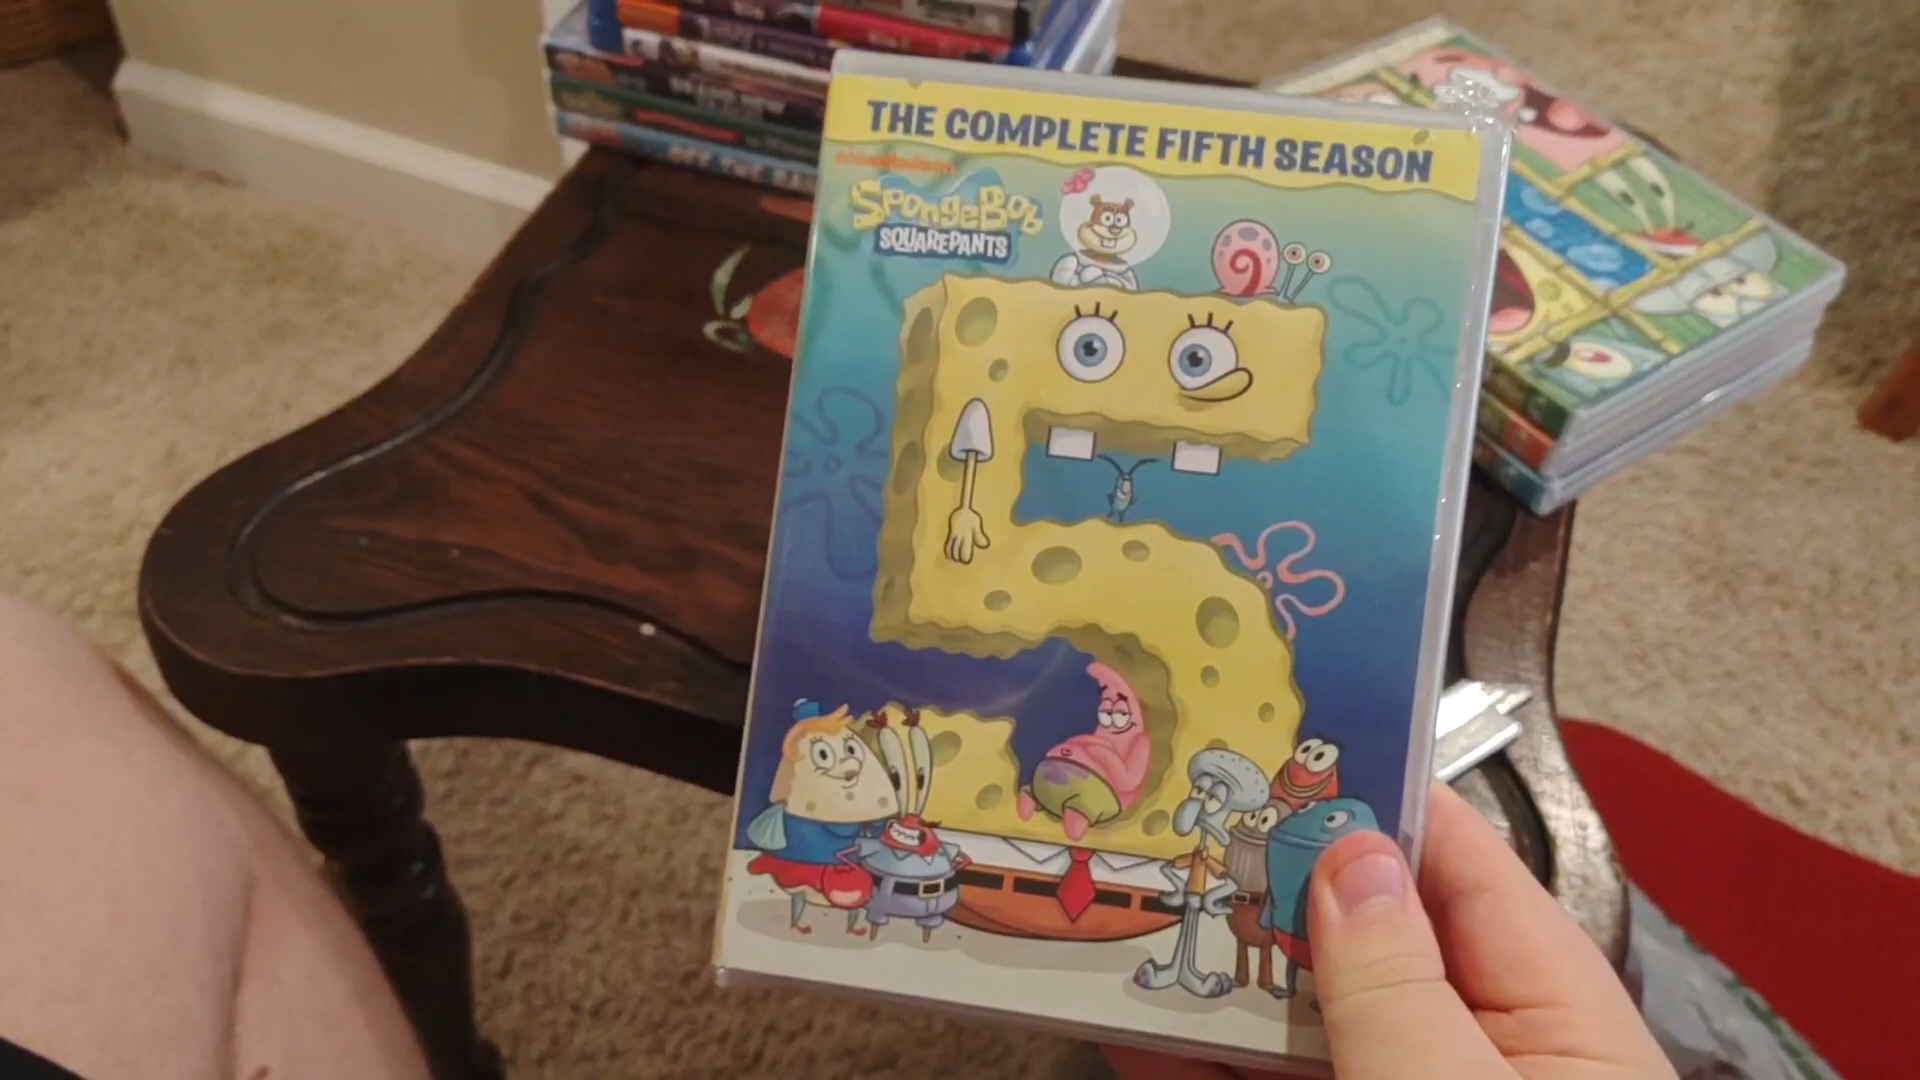 THE COMPLETE FIFTH SEASON
nickelodeon
SPONGEBOB
SQUAREPANTS